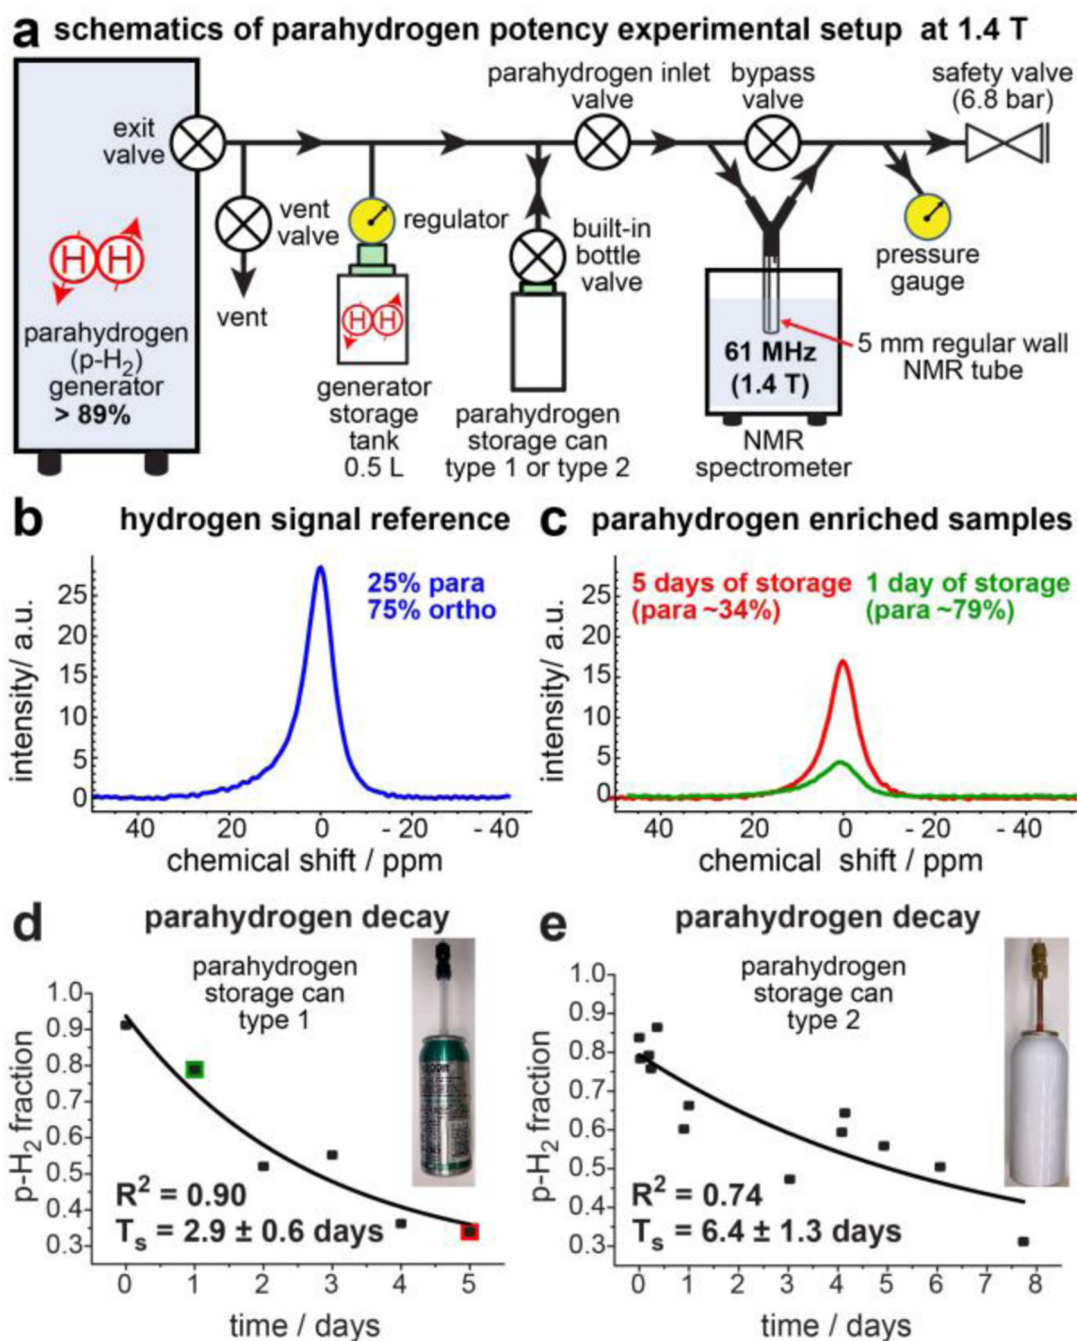 a schematics of parahydrogen potency experimental setup at 1.4 T
exit
valve
vent
valve
vent
regulator
parahydrogen inlet
valve
bypass
valve
safety valve
(6.8 bar)
built-in
bottle
valve
pressure
gauge
H H
parahydrogen
(p-H₂)
generator
> 89%
H H
generator
storage
tank
0.5 L
parahydrogen
storage can
type 1 or type 2
61 MHz
(1.4 T)
5 mm regular wall
NMR tube
NMR
spectrometer
b hydrogen signal reference
25% para
75% ortho
intensity/ a.u.
25
20
15
10
5
0
40 20 0 - 20 - 40
chemical shift / ppm
c parahydrogen enriched samples
5 days of storage
(para ~34%)
1 day of storage
(para ~79%)
intensity/ a.u.
25
20
15
10
5
0
40 20 0 - 20 - 40
chemical shift / ppm
d parahydrogen decay
parahydrogen
storage can
type 1
p-H₂ fraction
1.0
0.9
0.8
0.7
0.6
0.5
0.4
0.3
R² = 0.90
Tₛ = 2.9 ± 0.6 days
0 1 2 3 4 5
time / days
e parahydrogen decay
parahydrogen
storage can
type 2
p-H₂ fraction
1.0
0.9
0.8
0.7
0.6
0.5
0.4
0.3
R² = 0.74
Tₛ = 6.4 ± 1.3 days
0 1 2 3 4 5 6 7 8
time / days